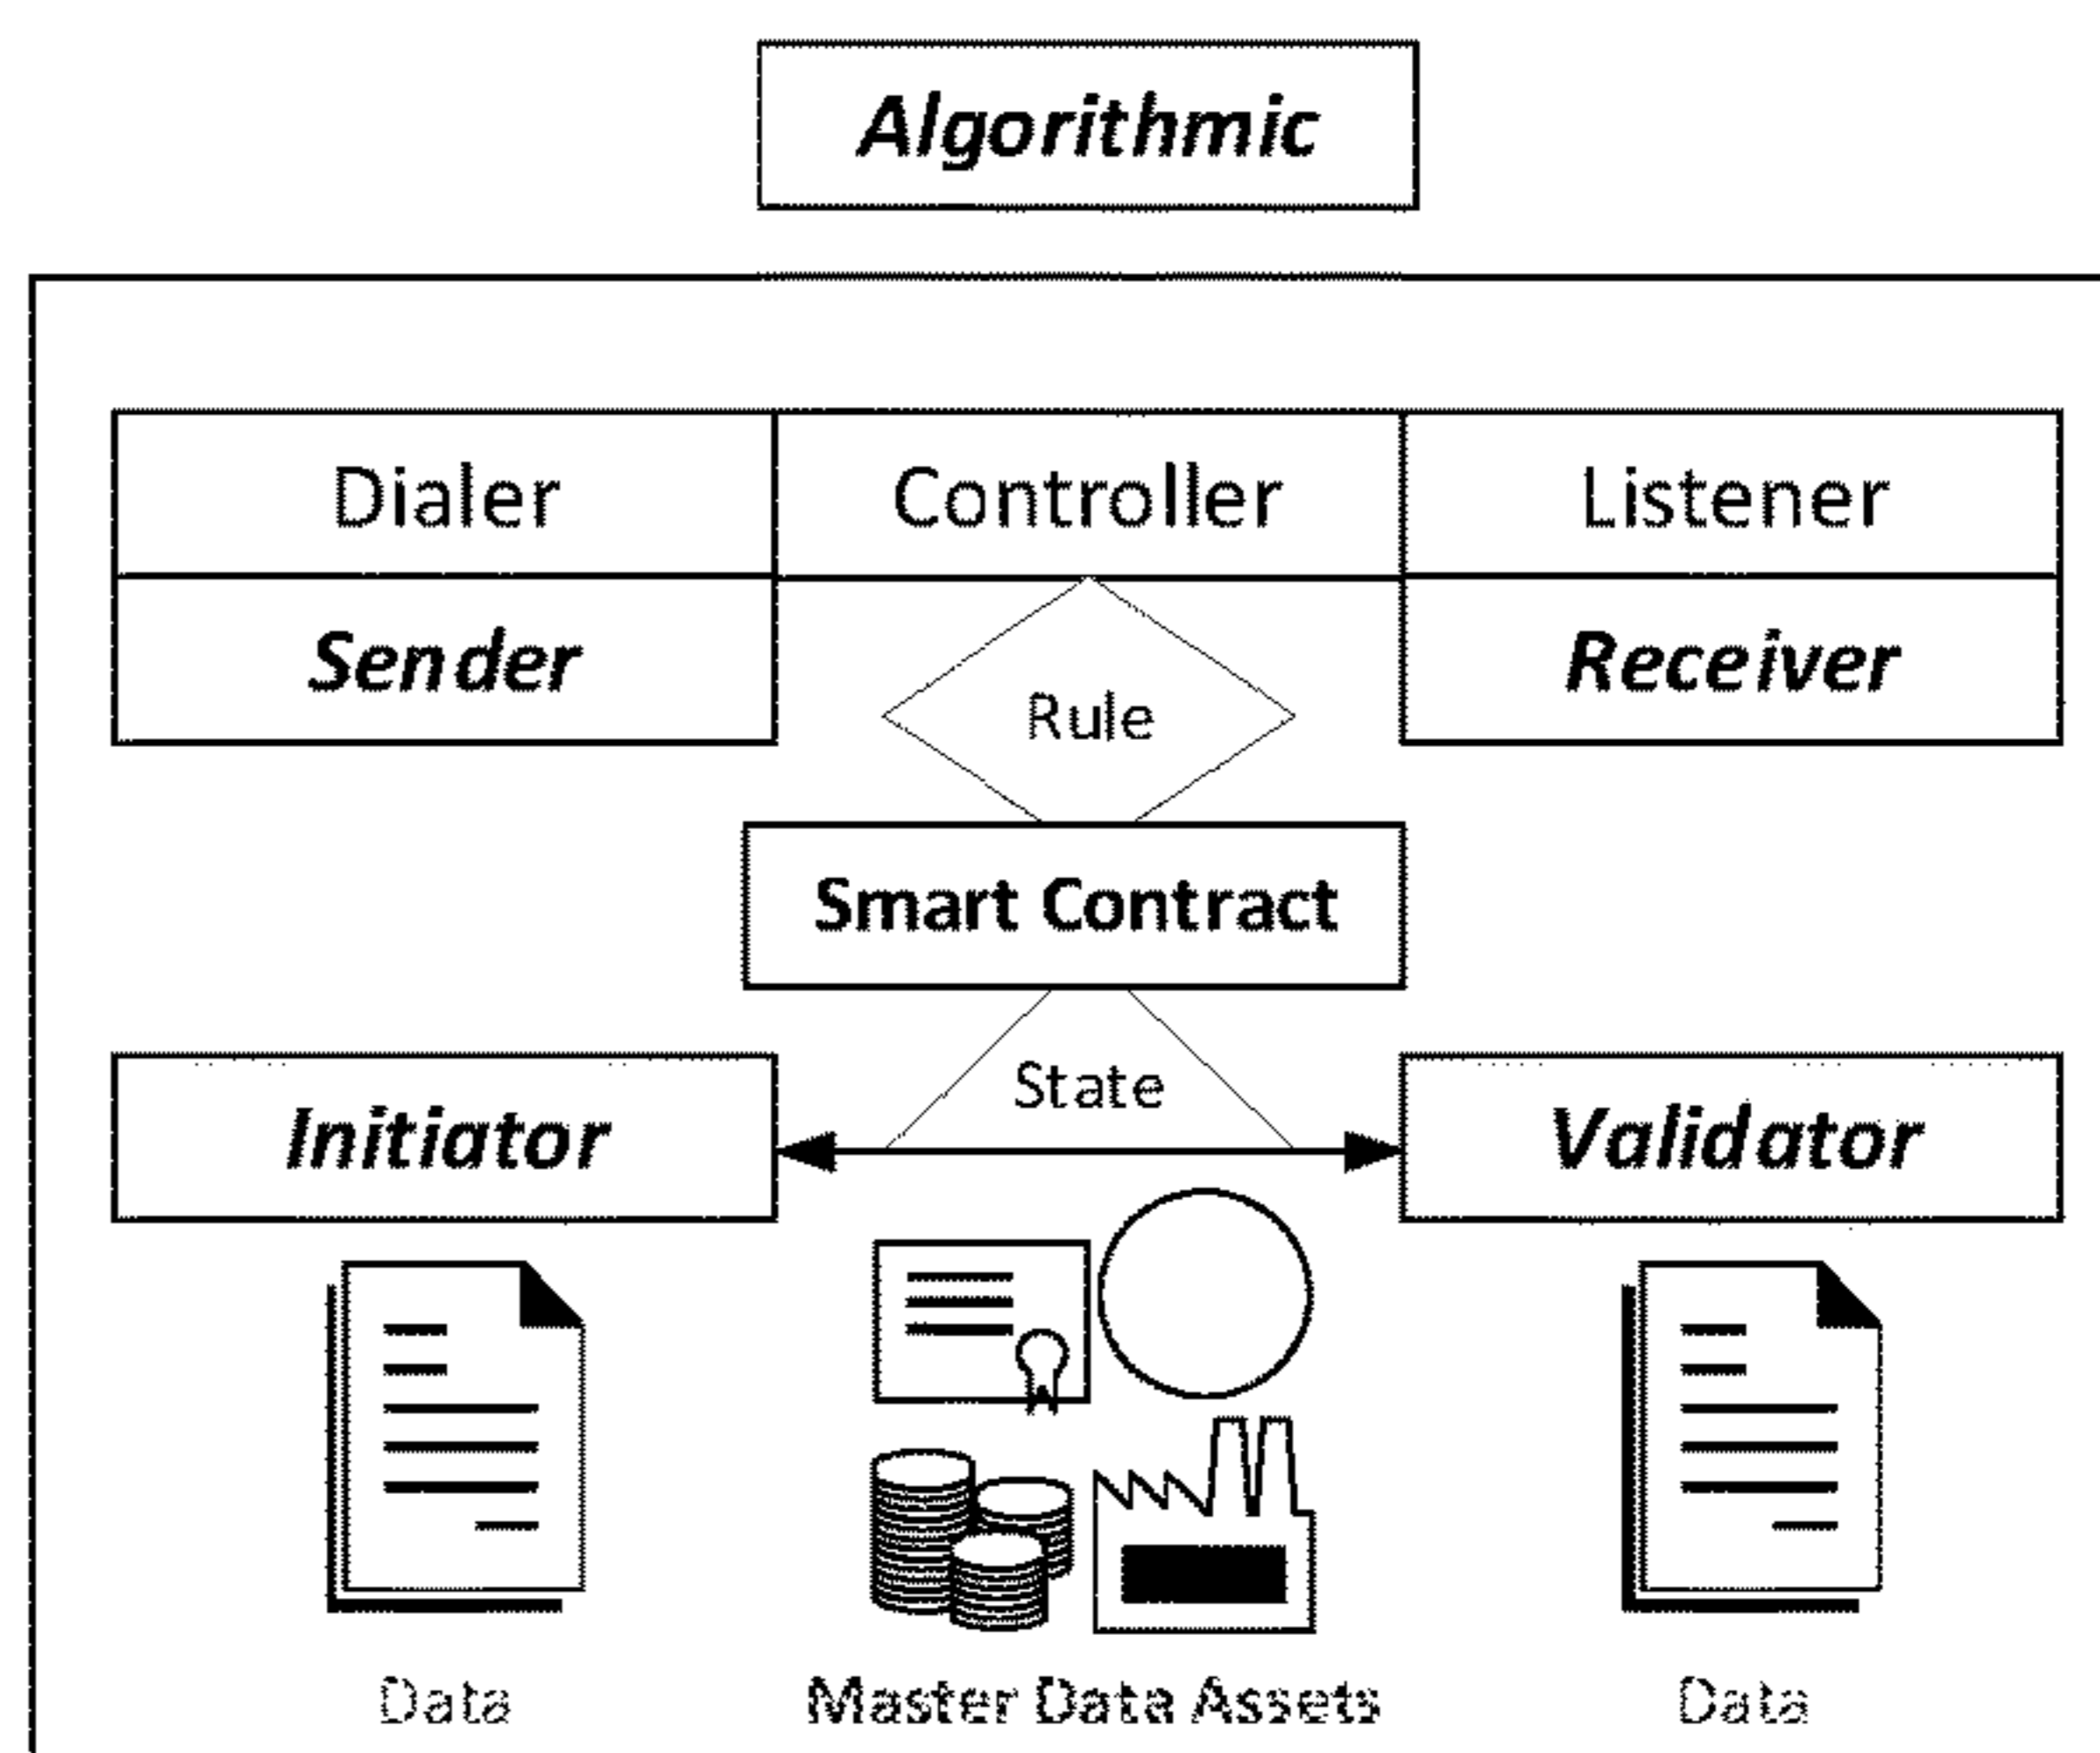 Algorithmic
Dialer
Controller
Listener
Sender
Rule
Receiver
Smart Contract
State
Initiator
Validator
Data
Master Data Assets
Data